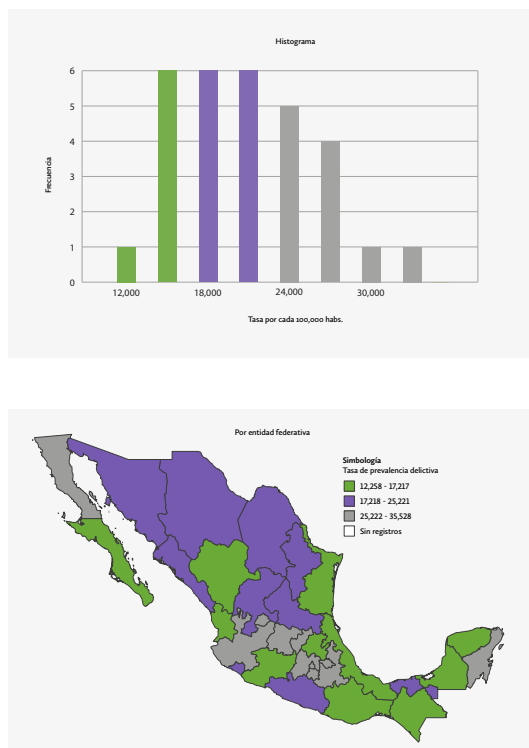 Histograma
6
5
4
3
2
1
0
Frecuencia
12,000 18,000 24,000 30,000
Tasa por cada 100,000 habs.
Por entidad federativa
Simbología
Tasa de prevalencia delictiva
12,258 - 17,217
17,218 - 25,221
25,222 - 35,528
Sin registros